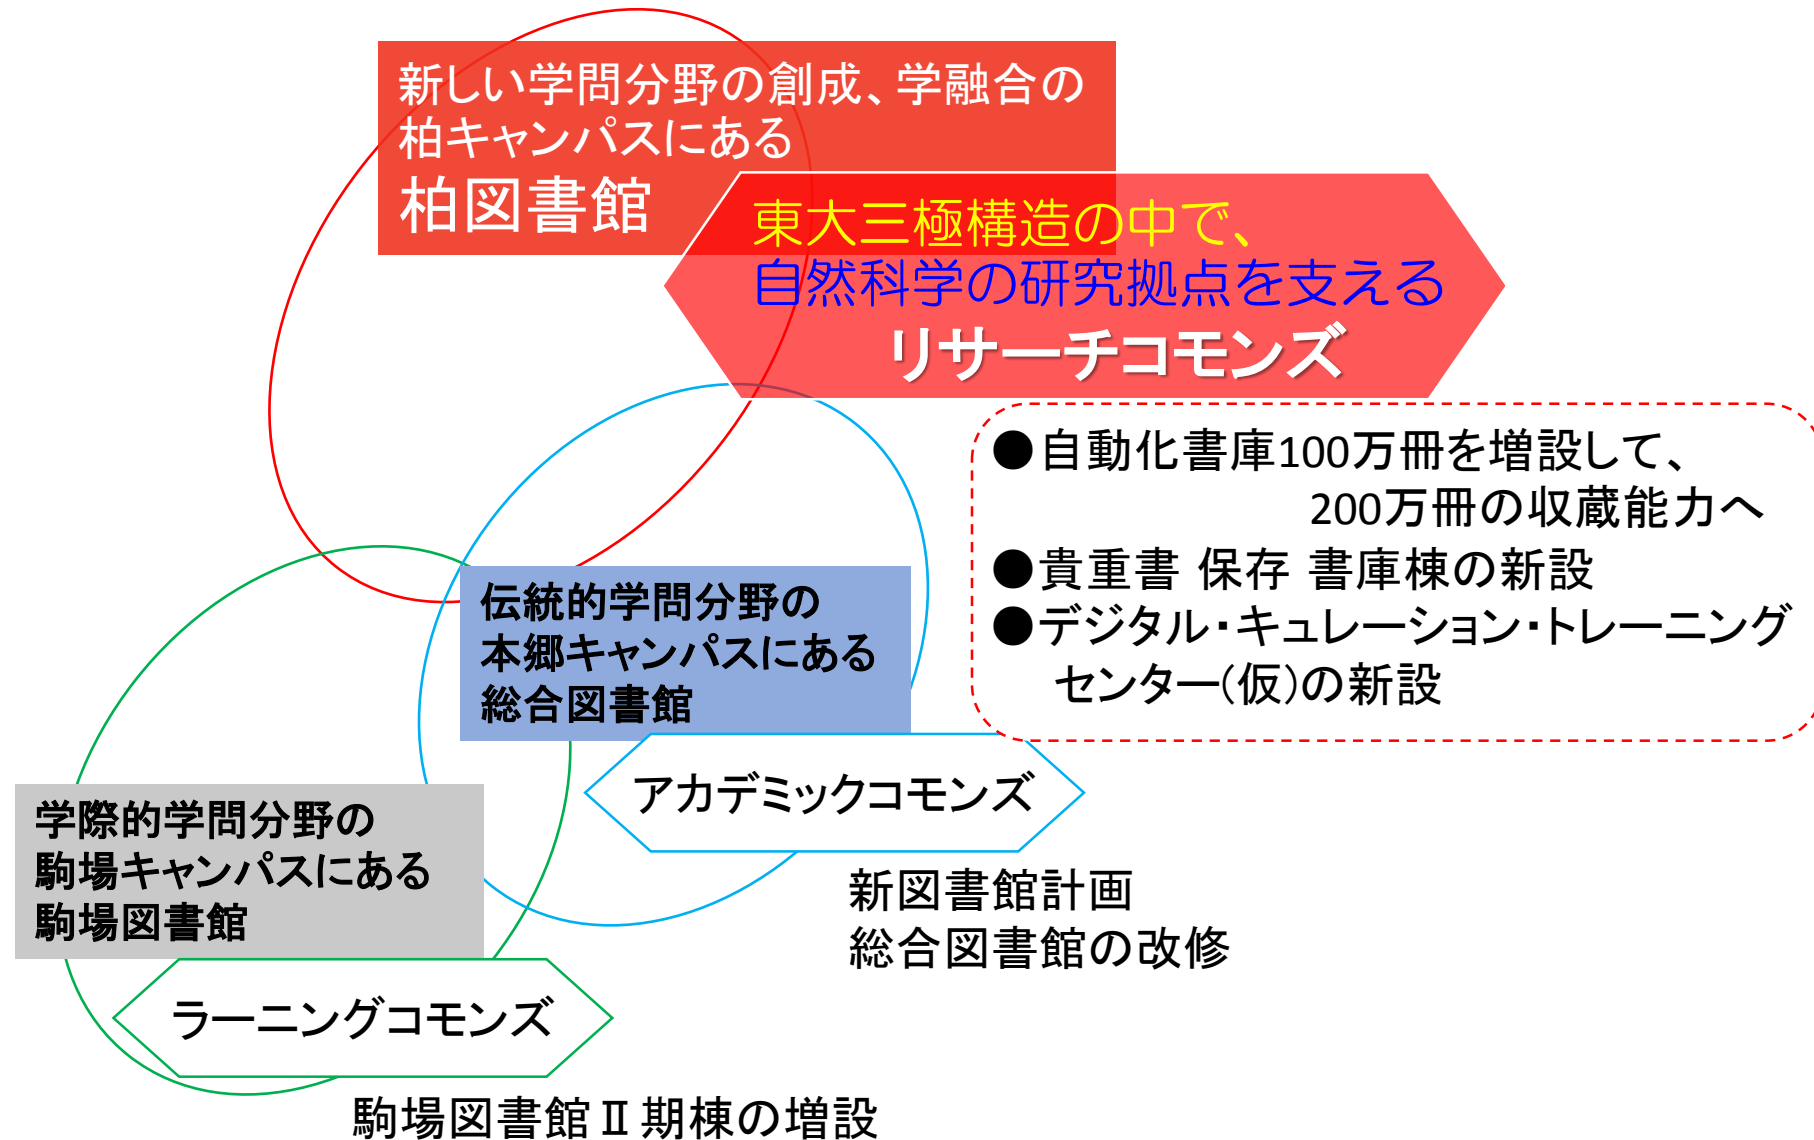 新しい学問分野の創成、学融合の
柏キャンパスにある
柏図書館
東大三極構造の中で、
自然科学の研究拠点を支える
リサーチコモンズ
●自動化書庫100万冊を増設して、
200万冊の収蔵能力へ
●貴重書 保存 書庫棟の新設
●デジタル・キュレーション・トレーニング
センター(仮)の新設
伝統的学問分野の
本郷キャンパスにある
総合図書館
アカデミックコモンズ
新図書館計画
総合図書館の改修
学際的学問分野の
駒場キャンパスにある
駒場図書館
ラーニングコモンズ
駒場図書館Ⅱ期棟の増設